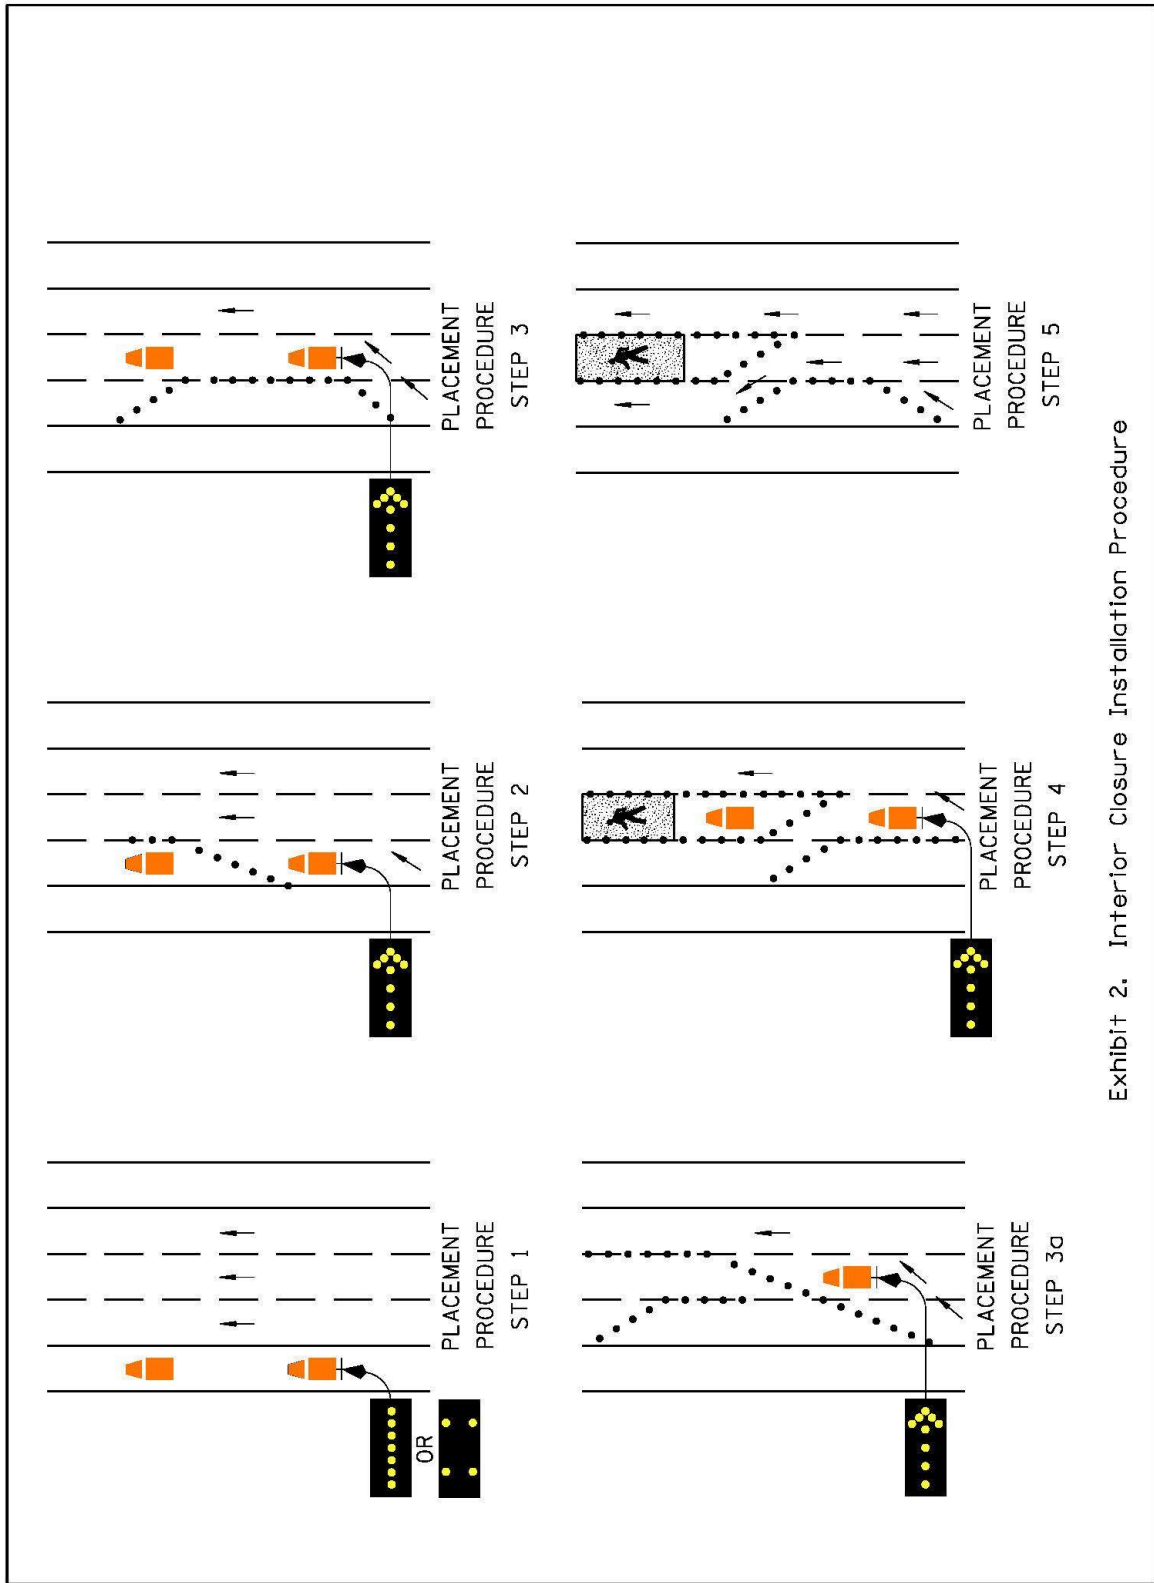 OR
PLACEMENT
PROCEDURE
STEP 1
PLACEMENT
PROCEDURE
STEP 2
PLACEMENT
PROCEDURE
STEP 3
PLACEMENT
PROCEDURE
STEP 3a
PLACEMENT
PROCEDURE
STEP 4
PLACEMENT
PROCEDURE
STEP 5
Exhibit 2. Interior Closure Installation Procedure